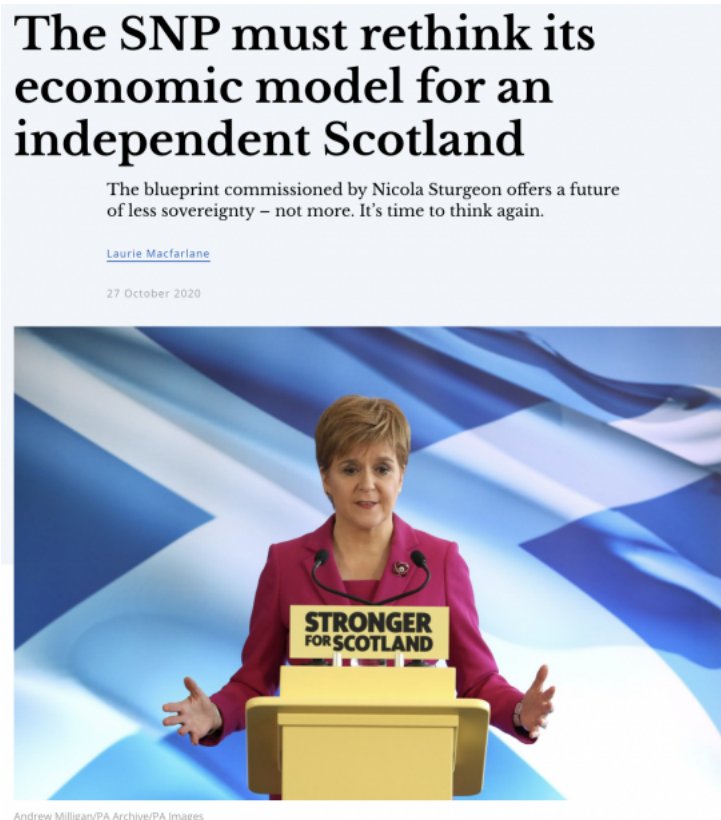 The SNP must rethink its
economic model for an
independent Scotland
The blueprint commissioned by Nicola Sturgeon offers a future
of less sovereignty – not more. It’s time to think again.
Laurie Macfarlane
27 October 2020
STRONGER
FOR SCOTLAND
Andrew Milligan/PA Archive/PA Images